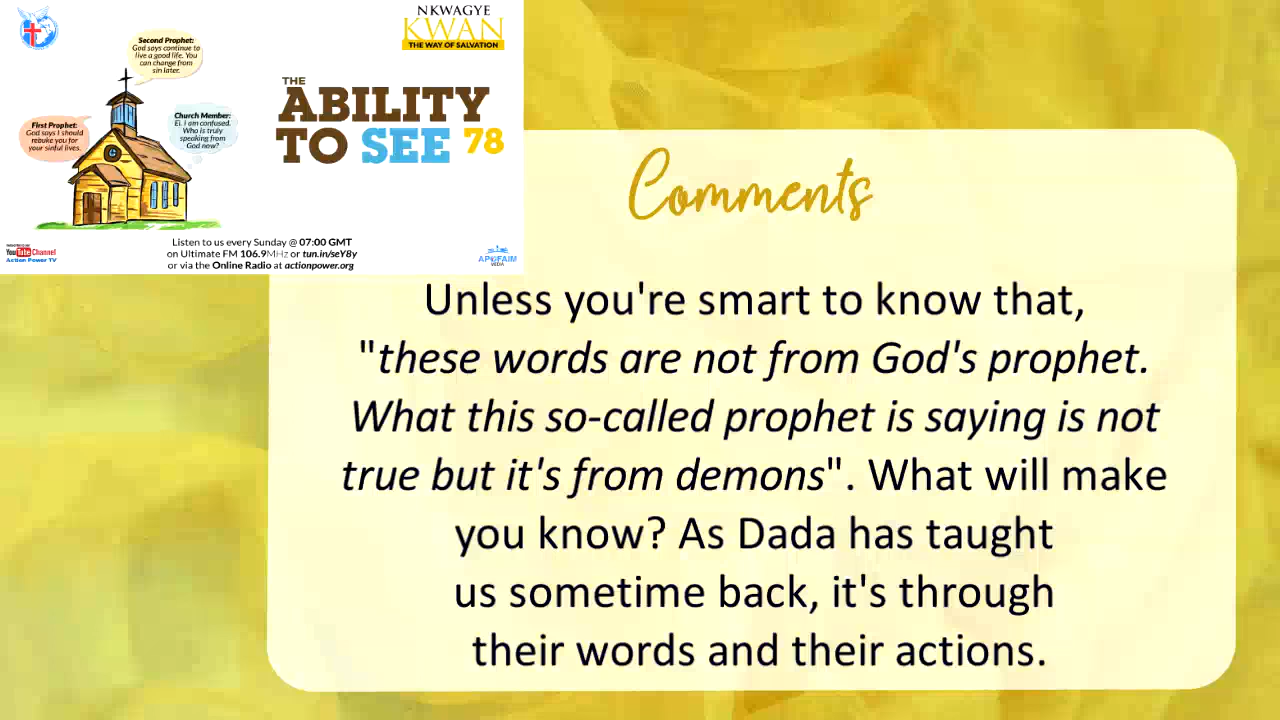 NKWAGYE
KWAN
THE WAY OF SALVATION
Second Prophet:
God says continue to
live a good life. You
can change from
sin later.
First Prophet:
God says I should
rebuke you for
your sinful lives.
Church Member:
Ei. I am confused.
Who is truly
speaking from
God now?
THE
ABILITY
TO SEE 78
YouTube Channel
Action Power TV
Listen to us every Sunday @ 07:00 GMT
on Ultimate FM 106.9MHz or tun.in/seY8y
or via the Online Radio at actionpower.org
APOFAIM
MEDIA
Comments
Unless you're smart to know that,
"these words are not from God's prophet.
What this so-called prophet is saying is not
true but it's from demons". What will make
you know? As Dada has taught
us sometime back, it's through
their words and their actions.